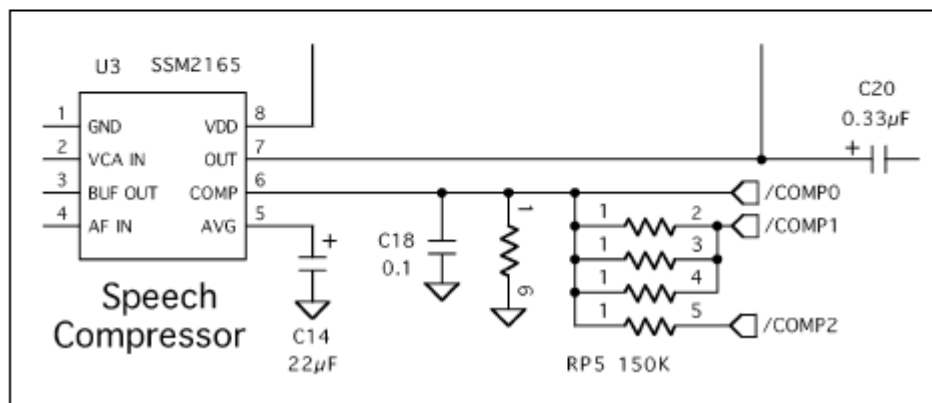 U3 SSM2165
1 GND VDD 8
2 VCA IN OUT 7
3 BUF OUT COMP 6
4 AF IN AVG 5
Speech
Compressor
+
C14
22µF
C18
0.1
1
6
1 2
1 3
1 4
1 5
RP5 150K
/COMP0
/COMP1
/COMP2
C20
0.33µF
+